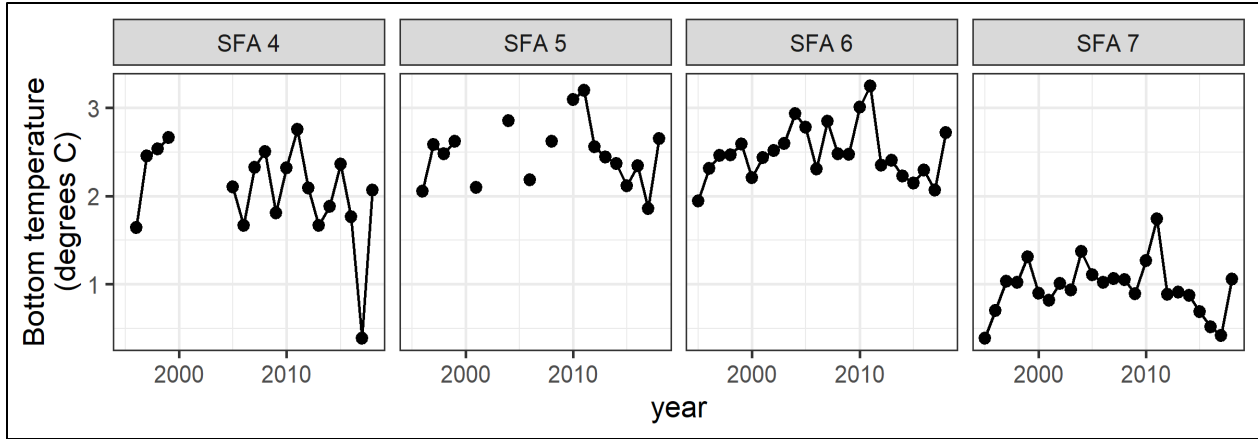 SFA 4 SFA 5 SFA 6 SFA 7
Bottom temperature
(degrees C)
3
2
1
2000 2010 2000 2010 2000 2010 2000 2010
year